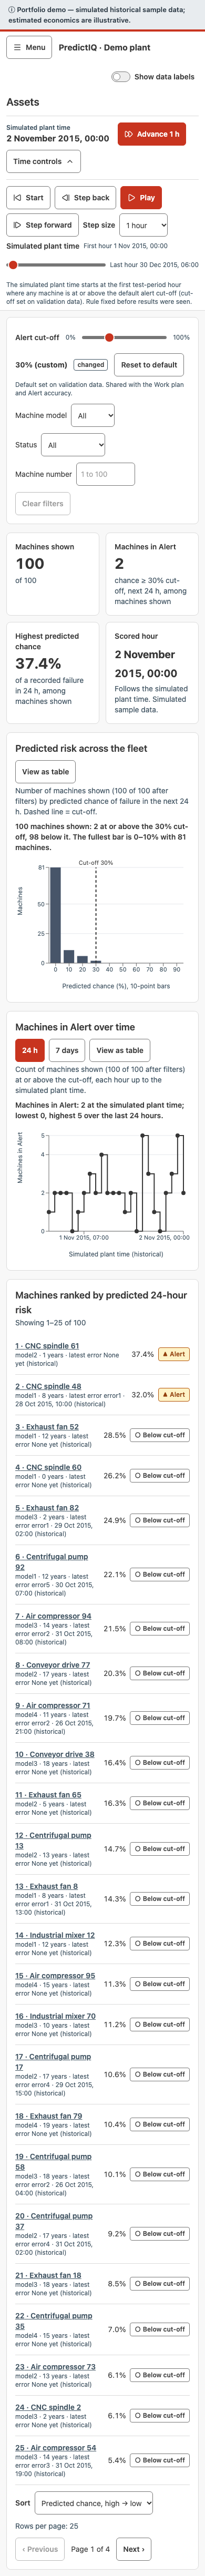 ⓘ Portfolio demo — simulated historical sample data; estimated economics are illustrative.
Menu
PredictIQ · Demo plant
Show data labels
Assets
Simulated plant time
2 November 2015, 00:00
Advance 1 h
Time controls
Start
Step back
Play
Step forward
Step size
1 hour
Simulated plant time
First hour 1 Nov 2015, 00:00
Last hour 30 Dec 2015, 06:00
The simulated plant time starts at the first test-period hour
where any machine is at or above the default alert cut-off (cut-
off set on validation data). Rule fixed before results were seen.
Alert cut-off
0%
100%
30% (custom)
changed
Reset to default
Default set on validation data. Shared with the Work plan
and Alert accuracy.
Machine model
All
Status
All
Machine number
1 to 100
Clear filters
Machines shown
100
of 100
Machines in Alert
2
chance ≥ 30% cut-
off, next 24 h, among
machines shown
Highest predicted
chance
37.4%
of a recorded failure
in 24 h, among
machines shown
Scored hour
2 November
2015, 00:00
Follows the simulated
plant time. Simulated
sample data.
Predicted risk across the fleet
View as table
Number of machines shown (100 of 100 after
filters) by predicted chance of failure in the next 24
h. Dashed line = cut-off.
100 machines shown: 2 at or above the 30% cut-
off, 98 below it. The fullest bar is 0–10% with 81
machines.
Cut-off 30%
81
50
25
0
Machines
0 10 20 30 40 50 60 70 80 90
Predicted chance (%), 10-point bars
Machines in Alert over time
24 h
7 days
View as table
Count of machines shown (100 of 100 after filters)
at or above the cut-off, each hour up to the
simulated plant time.
Machines in Alert: 2 at the simulated plant time;
lowest 0, highest 5 over the last 24 hours.
Machines in Alert
5
4
2
0
1 Nov 2015, 07:00
2 Nov 2015, 00:00
Simulated plant time (historical)
Machines ranked by predicted 24-hour
risk
Showing 1–25 of 100
1 · CNC spindle 61
model2 · 1 years · latest error None
yet (historical)
37.4%
▲ Alert
2 · CNC spindle 48
model1 · 8 years · latest error error1 ·
28 Oct 2015, 10:00 (historical)
32.0%
▲ Alert
3 · Exhaust fan 52
model1 · 12 years · latest
error None yet (historical)
28.5%
Below cut-off
4 · CNC spindle 60
model1 · 0 years · latest
error None yet (historical)
26.2%
Below cut-off
5 · Exhaust fan 82
model3 · 2 years · latest
error error1 · 29 Oct 2015,
02:00 (historical)
24.9%
Below cut-off
6 · Centrifugal pump
92
model1 · 12 years · latest
error error5 · 30 Oct 2015,
07:00 (historical)
22.1%
Below cut-off
7 · Air compressor 94
model3 · 14 years · latest
error error2 · 31 Oct 2015,
08:00 (historical)
21.5%
Below cut-off
8 · Conveyor drive 77
model2 · 17 years · latest
error None yet (historical)
20.3%
Below cut-off
9 · Air compressor 71
model4 · 11 years · latest
error error2 · 26 Oct 2015,
21:00 (historical)
19.7%
Below cut-off
10 · Conveyor drive 38
model3 · 18 years · latest
error None yet (historical)
16.4%
Below cut-off
11 · Exhaust fan 65
model2 · 5 years · latest
error None yet (historical)
16.3%
Below cut-off
12 · Centrifugal pump
13
model2 · 13 years · latest
error None yet (historical)
14.7%
Below cut-off
13 · Exhaust fan 8
model1 · 8 years · latest
error error1 · 31 Oct 2015,
13:00 (historical)
14.3%
Below cut-off
14 · Industrial mixer 12
model1 · 12 years · latest
error None yet (historical)
12.3%
Below cut-off
15 · Air compressor 95
model4 · 15 years · latest
error None yet (historical)
11.3%
Below cut-off
16 · Industrial mixer 70
model3 · 10 years · latest
error None yet (historical)
11.2%
Below cut-off
17 · Centrifugal pump
17
model2 · 17 years · latest
error error4 · 29 Oct 2015,
15:00 (historical)
10.6%
Below cut-off
18 · Exhaust fan 79
model4 · 19 years · latest
error None yet (historical)
10.4%
Below cut-off
19 · Centrifugal pump
58
model3 · 18 years · latest
error error2 · 26 Oct 2015,
04:00 (historical)
10.1%
Below cut-off
20 · Centrifugal pump
37
model2 · 17 years · latest
error error4 · 31 Oct 2015,
02:00 (historical)
9.2%
Below cut-off
21 · Exhaust fan 18
model3 · 18 years · latest
error None yet (historical)
8.5%
Below cut-off
22 · Centrifugal pump
35
model4 · 15 years · latest
error None yet (historical)
7.0%
Below cut-off
23 · Air compressor 73
model2 · 13 years · latest
error None yet (historical)
6.1%
Below cut-off
24 · CNC spindle 2
model3 · 2 years · latest
error None yet (historical)
6.1%
Below cut-off
25 · Air compressor 54
model3 · 14 years · latest
error error3 · 31 Oct 2015,
19:00 (historical)
5.4%
Below cut-off
Sort
Predicted chance, high → low
Rows per page: 25
‹ Previous
Page 1 of 4
Next ›